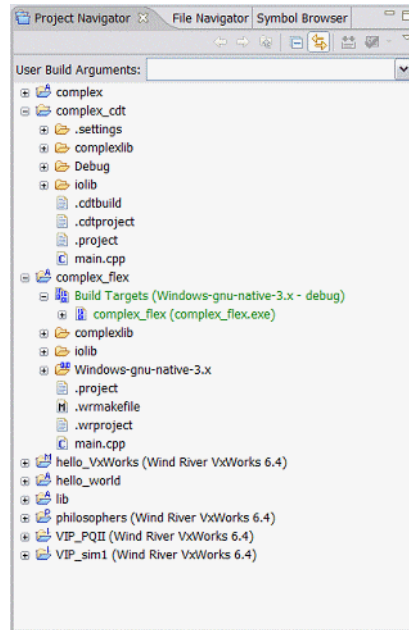 Project Navigator File Navigator Symbol Browser
User Build Arguments:
complex
complex_cdt
.settings
complexlib
Debug
iolib
.cdtbuild
.cdtproject
.project
main.cpp
complex_flex
Build Targets (Windows-gnu-native-3.x - debug)
complex_flex (complex_flex.exe)
complexlib
iolib
Windows-gnu-native-3.x
.project
.wrmakefile
.wrproject
main.cpp
hello_VxWorks (Wind River VxWorks 6.4)
hello_world
lib
philosophers (Wind River VxWorks 6.4)
VIP_PQII (Wind River VxWorks 6.4)
VIP_sim1 (Wind River VxWorks 6.4)